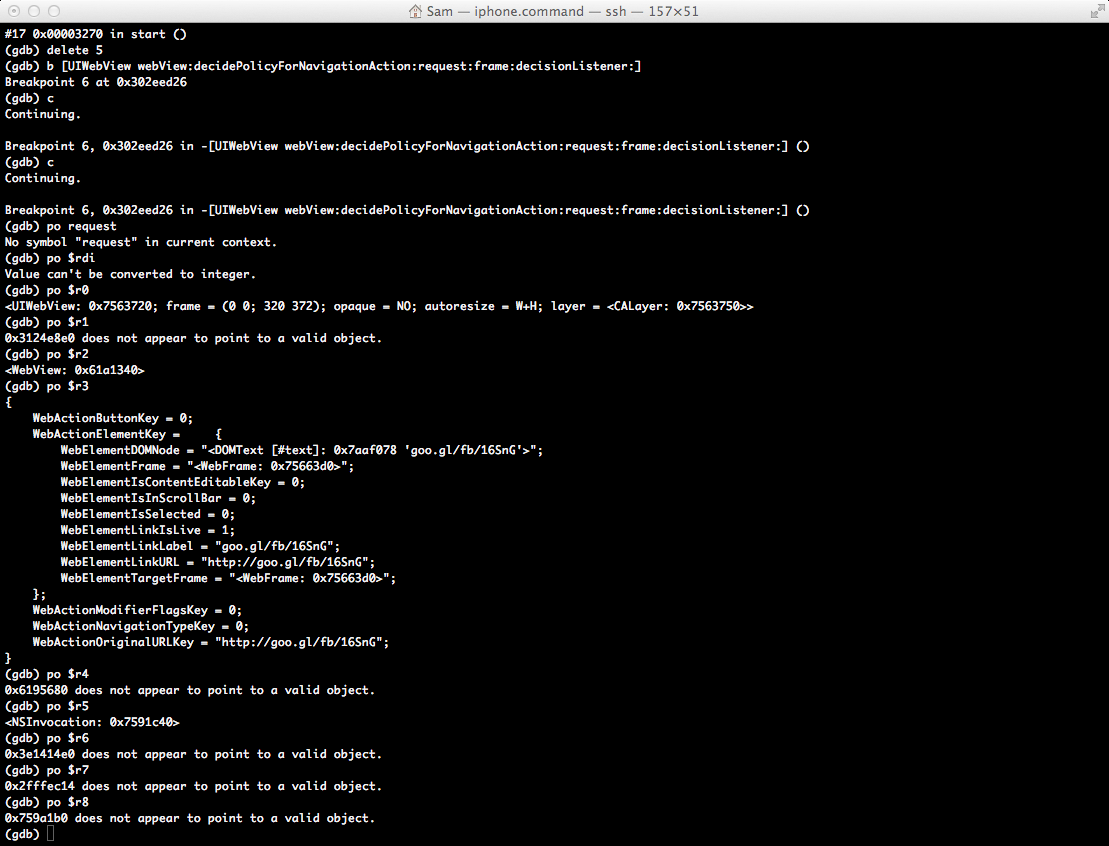 Sam — iphone.command — ssh — 157×51
#17 0x00003270 in start ()
(gdb) delete 5
(gdb) b [UIWebView webView:decidePolicyForNavigationAction:request:frame:decisionListener:]
Breakpoint 6 at 0x302eed26
(gdb) c
Continuing.

Breakpoint 6, 0x302eed26 in -[UIWebView webView:decidePolicyForNavigationAction:request:frame:decisionListener:] ()
(gdb) c
Continuing.

Breakpoint 6, 0x302eed26 in -[UIWebView webView:decidePolicyForNavigationAction:request:frame:decisionListener:] ()
(gdb) po request
No symbol "request" in current context.
(gdb) po $rdi
Value can't be converted to integer.
(gdb) po $r0
<UIWebView: 0x7563720; frame = (0 0; 320 372); opaque = NO; autoresize = W+H; layer = <CALayer: 0x7563750>>
(gdb) po $r1
0x3124e8e0 does not appear to point to a valid object.
(gdb) po $r2
<WebView: 0x61a1340>
(gdb) po $r3
{
    WebActionButtonKey = 0;
    WebActionElementKey =     {
        WebElementDOMNode = "<DOMText [#text]: 0x7aaf078 'goo.gl/fb/16SnG'>";
        WebElementFrame = "<WebFrame: 0x75663d0>";
        WebElementIsContentEditableKey = 0;
        WebElementIsInScrollBar = 0;
        WebElementIsSelected = 0;
        WebElementLinkIsLive = 1;
        WebElementLinkLabel = "goo.gl/fb/16SnG";
        WebElementLinkURL = "http://goo.gl/fb/16SnG";
        WebElementTargetFrame = "<WebFrame: 0x75663d0>";
    };
    WebActionModifierFlagsKey = 0;
    WebActionNavigationTypeKey = 0;
    WebActionOriginalURLKey = "http://goo.gl/fb/16SnG";
}
(gdb) po $r4
0x6195680 does not appear to point to a valid object.
(gdb) po $r5
<NSInvocation: 0x7591c40>
(gdb) po $r6
0x3e1414e0 does not appear to point to a valid object.
(gdb) po $r7
0x2fffec14 does not appear to point to a valid object.
(gdb) po $r8
0x759a1b0 does not appear to point to a valid object.
(gdb)